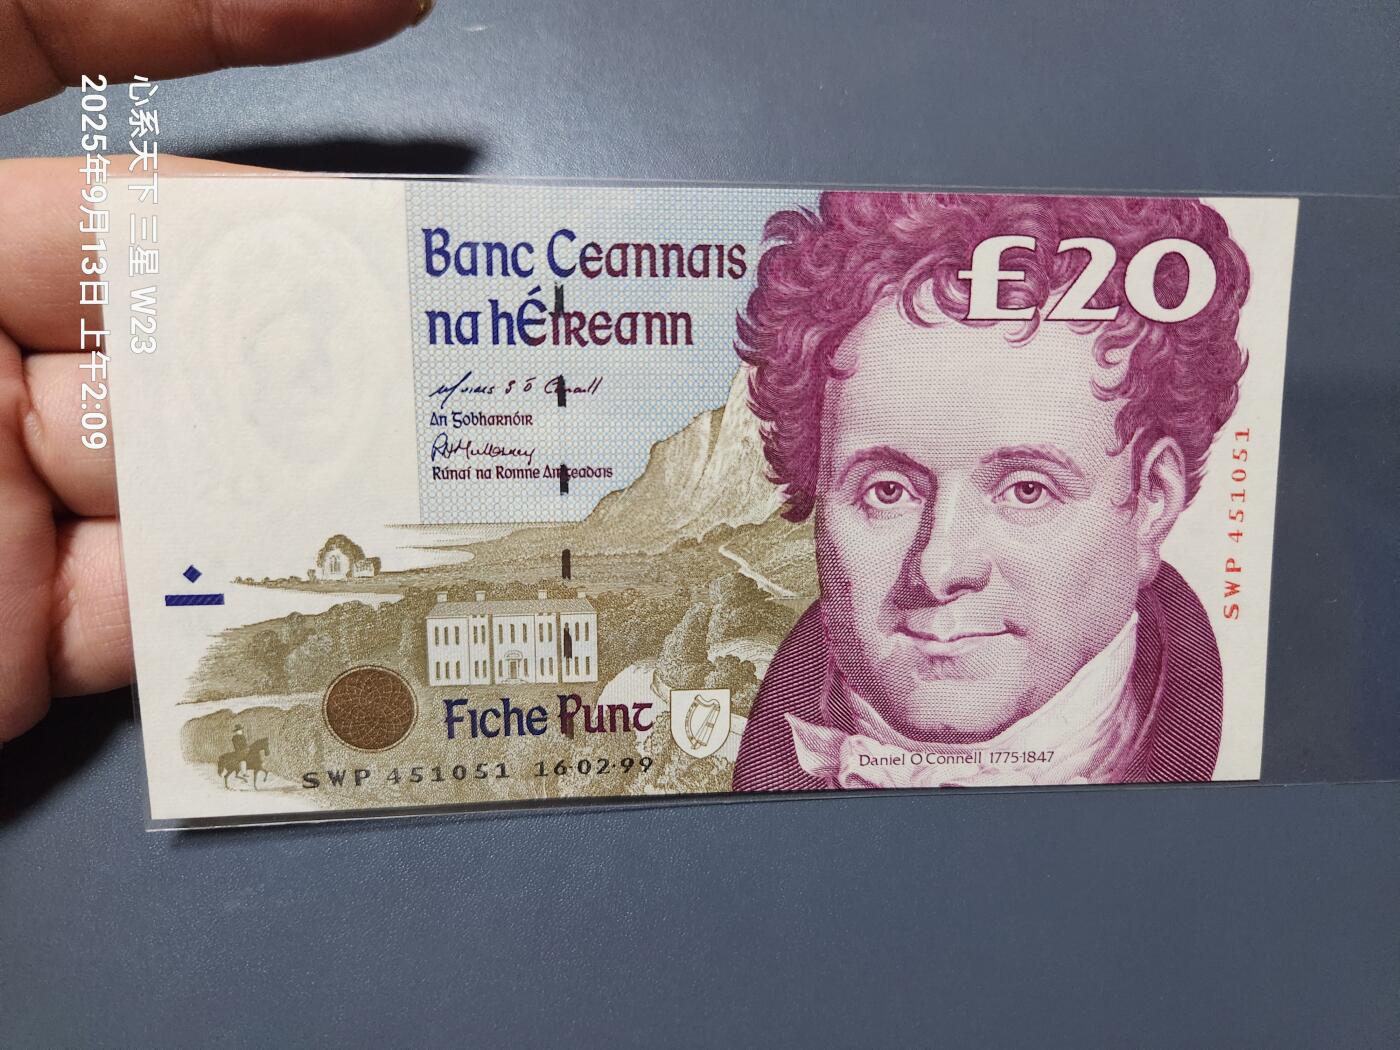 Banc Ceannais
na hÉireann
£20
An Gobharnóir
Rúnaí na Roinne Airgeadais
Fiche Punt
SWP 451051 16·02·99
Daniel O'Connell 1775-1847
SWP 451051
心系天下 三星 W23
2025年9月13日 上午2:09